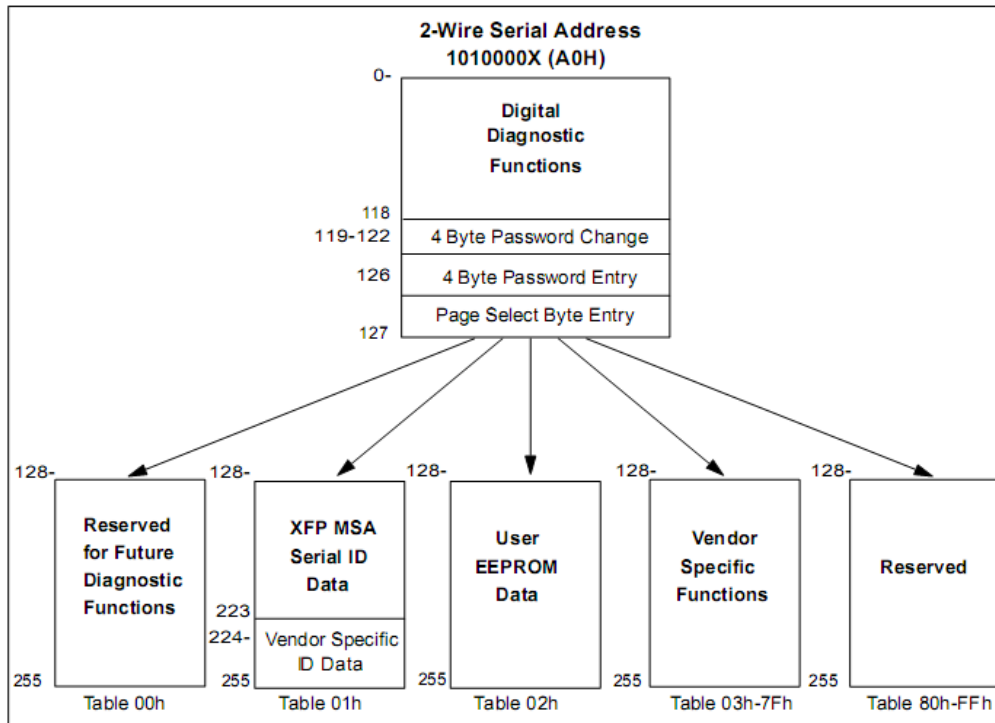 2-Wire Serial Address
1010000X (A0H)
0-
Digital
Diagnostic
Functions
118
119-122
4 Byte Password Change
126
4 Byte Password Entry
Page Select Byte Entry
127
128-
Reserved
for Future
Diagnostic
Functions
255
Table 00h
128-
XFP MSA
Serial ID
Data
223
224-
Vendor Specific
ID Data
255
Table 01h
128-
User
EEPROM
Data
255
Table 02h
128-
Vendor
Specific
Functions
255
Table 03h-7Fh
128-
Reserved
255
Table 80h-FFh